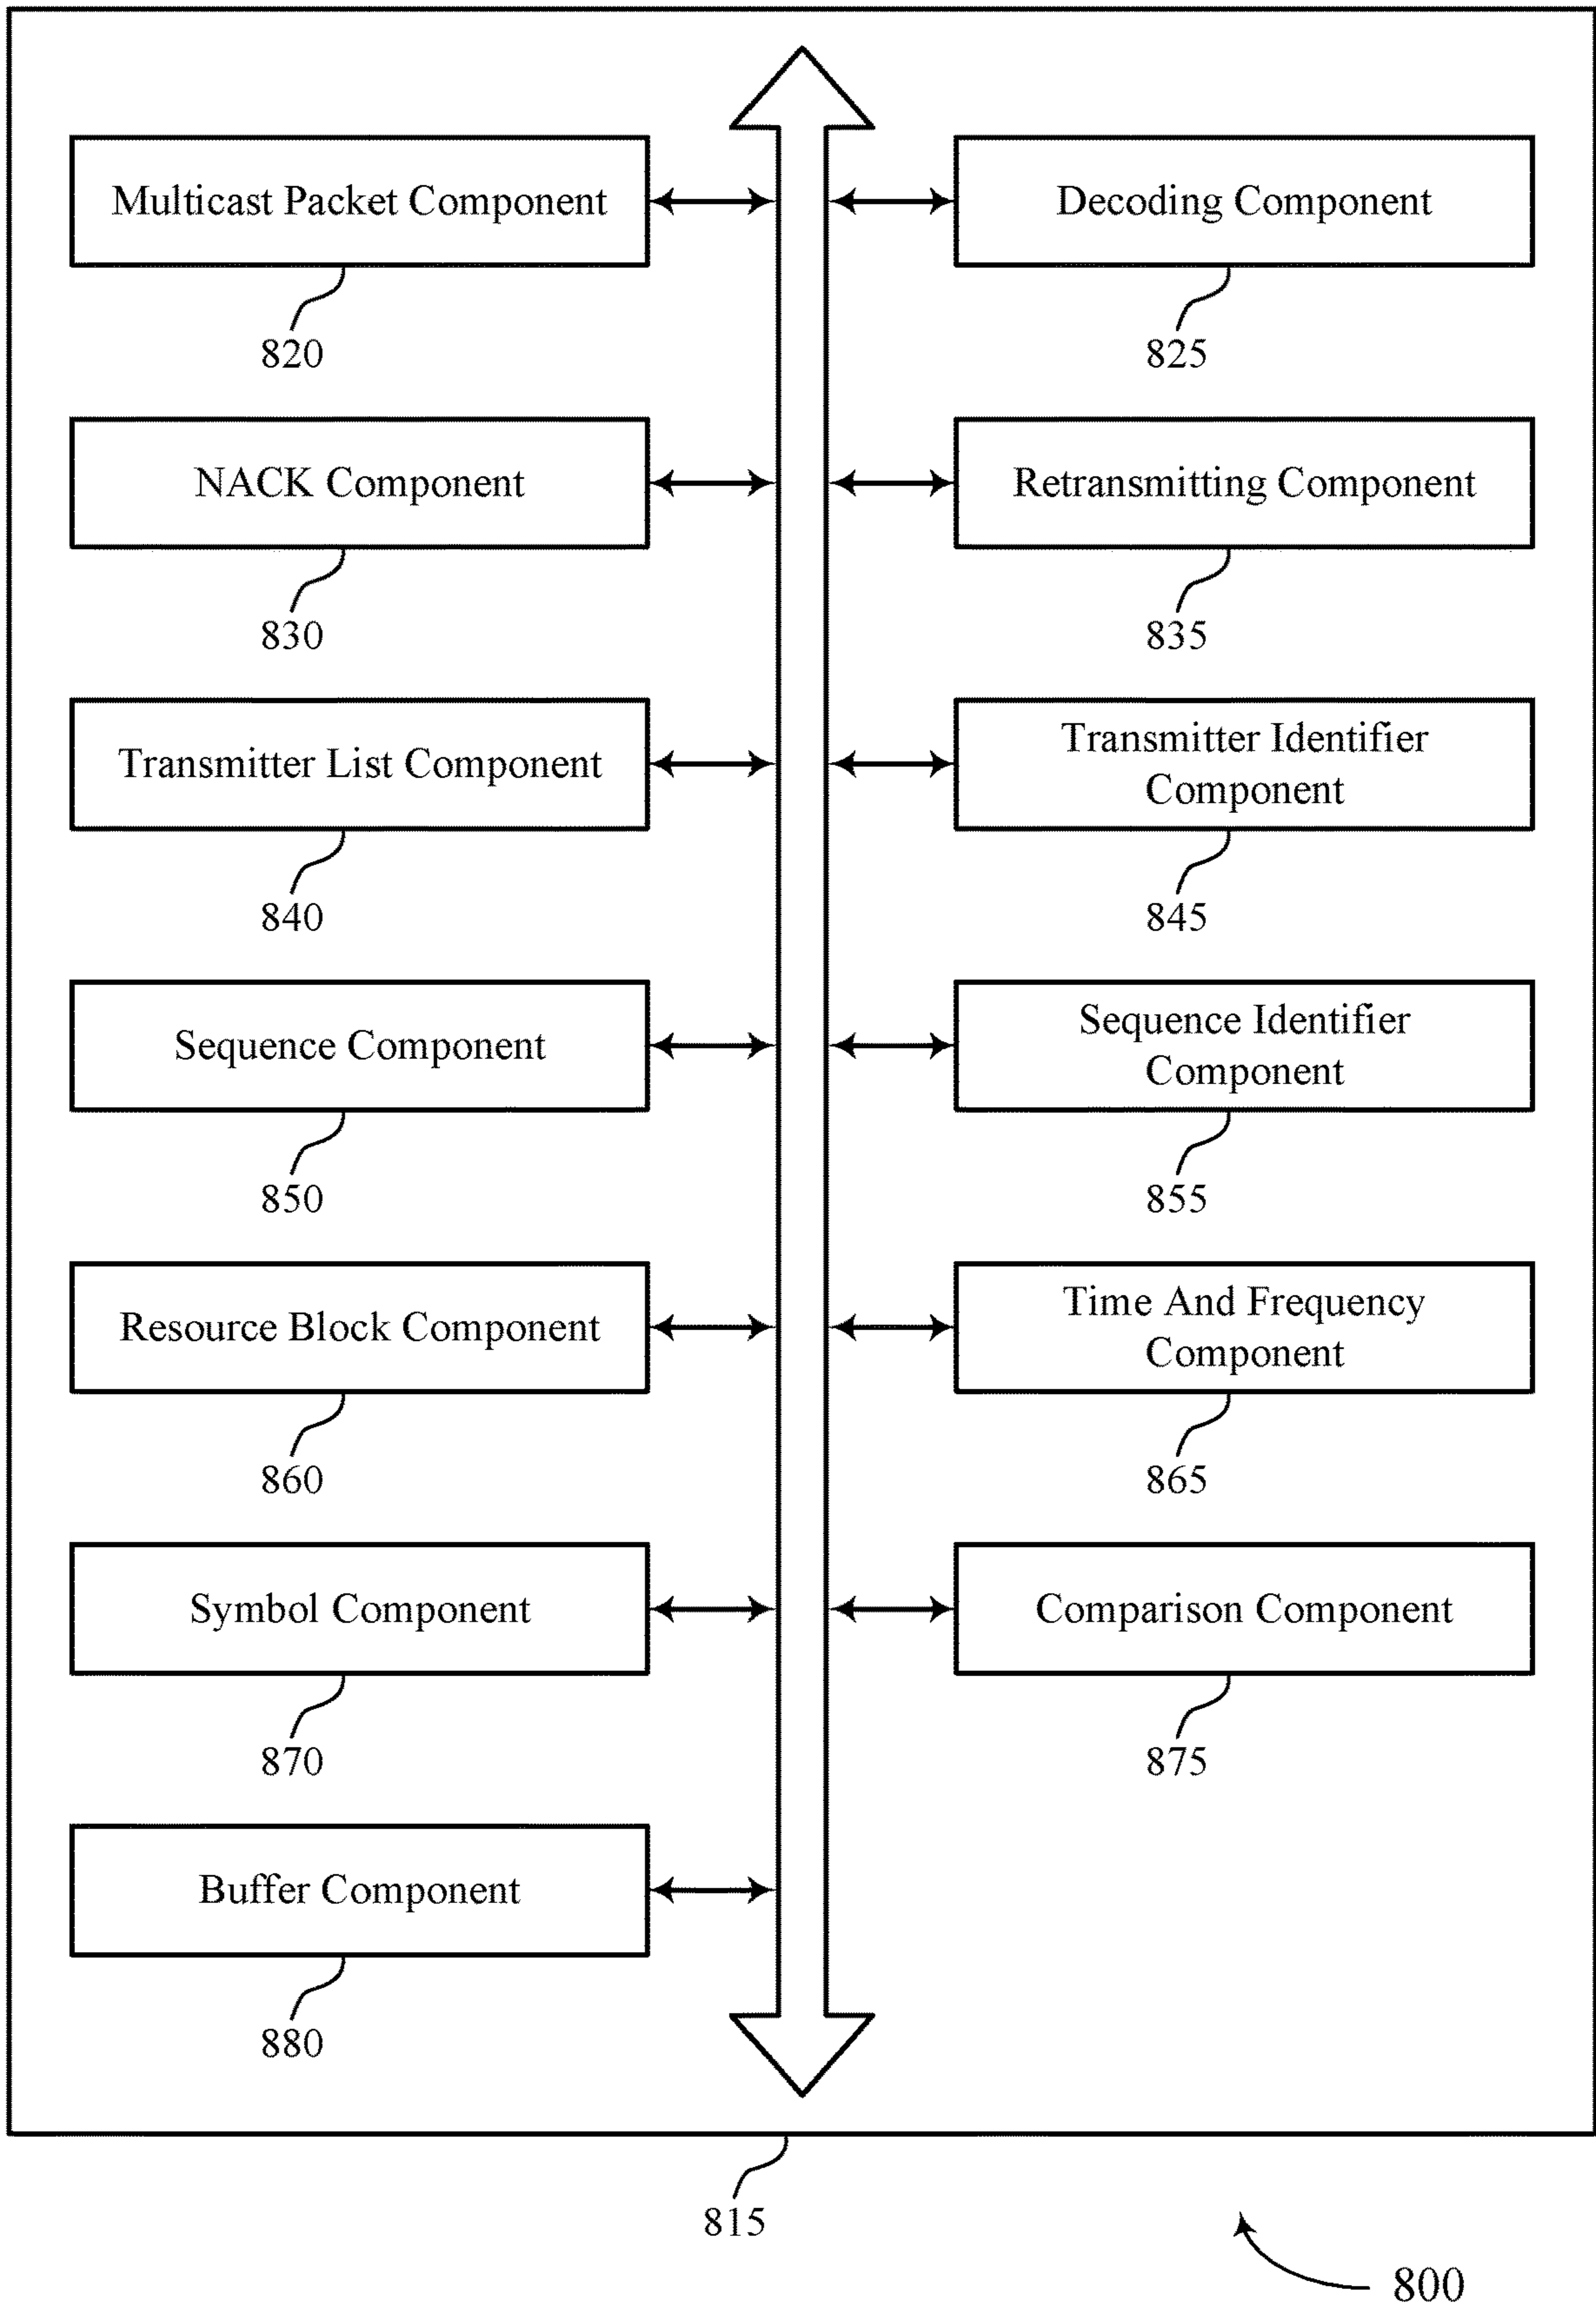 Multicast Packet Component
Decoding Component
820
825
NACK Component
Retransmitting Component
830
835
Transmitter List Component
Transmitter Identifier
Component
840
845
Sequence Component
Sequence Identifier
Component
850
855
Resource Block Component
Time And Frequency
Component
860
865
Symbol Component
Comparison Component
870
875
Buffer Component
880
815
800